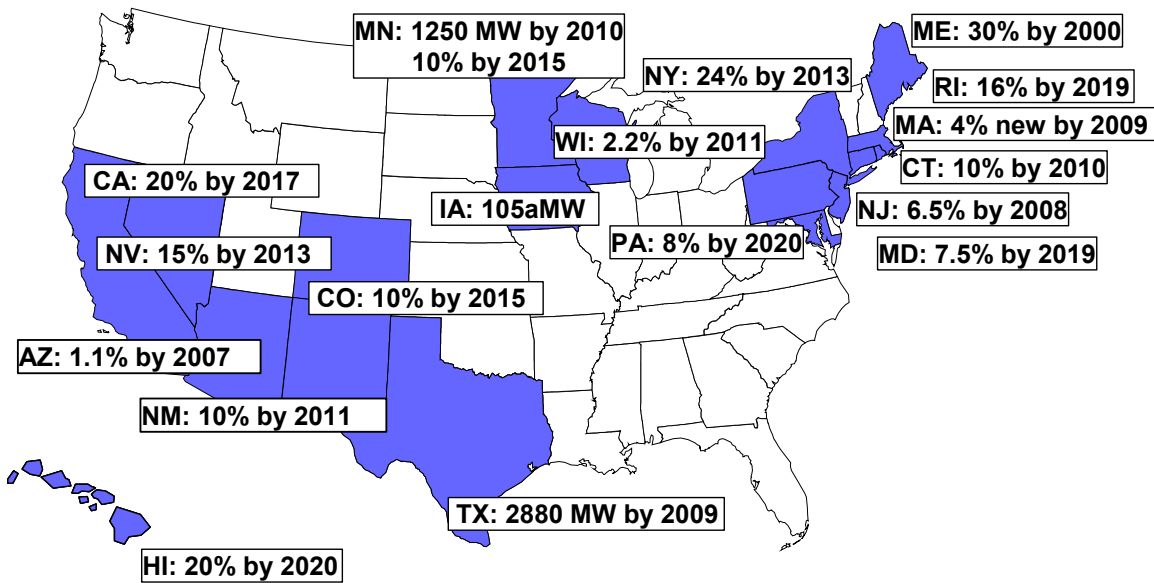 MN: 1250 MW by 2010
10% by 2015
ME: 30% by 2000
NY: 24% by 2013
RI: 16% by 2019
MA: 4% new by 2009
WI: 2.2% by 2011
CT: 10% by 2010
CA: 20% by 2017
IA: 105aMW
NJ: 6.5% by 2008
PA: 8% by 2020
NV: 15% by 2013
MD: 7.5% by 2019
CO: 10% by 2015
AZ: 1.1% by 2007
NM: 10% by 2011
TX: 2880 MW by 2009
HI: 20% by 2020